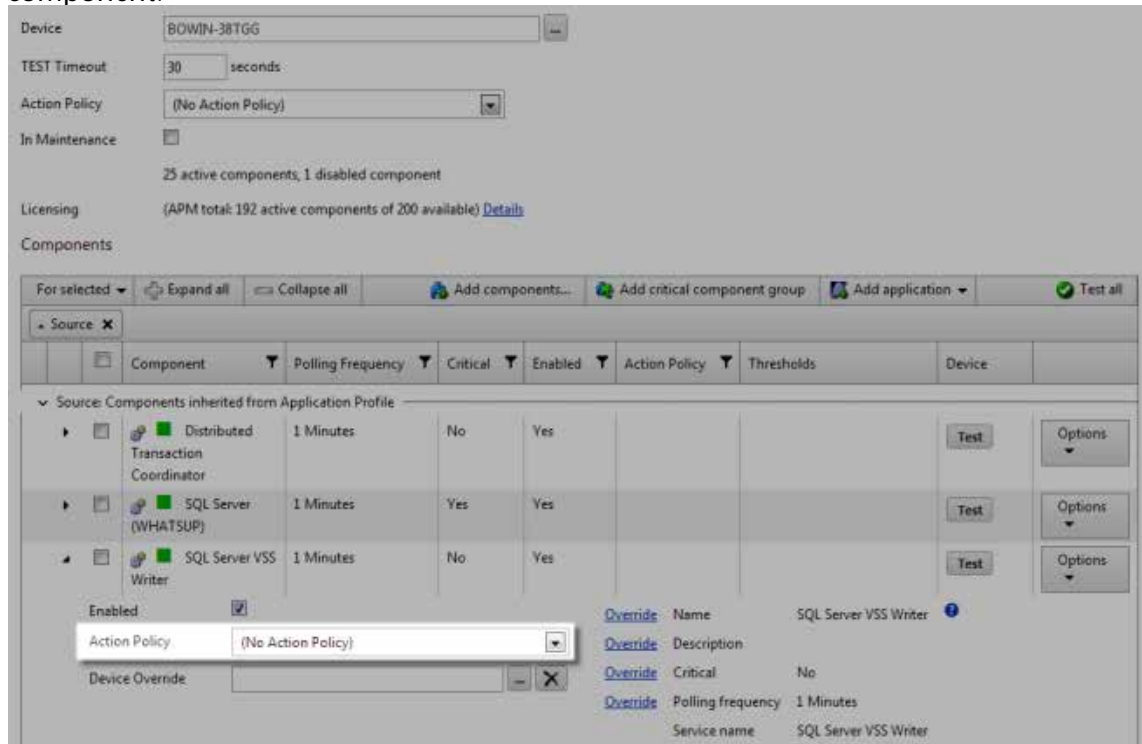 component.
Device BOWIN-38TGG ...
TEST Timeout 30 seconds
Action Policy (No Action Policy)
In Maintenance
25 active components, 1 disabled component
Licensing (APM total: 192 active components of 200 available) Details
Components
For selected Expand all Collapse all Add components... Add critical component group Add application Test all
Source X
Component Polling Frequency Critical Enabled Action Policy Thresholds Device
Source: Components inherited from Application Profile
Distributed 1 Minutes No Yes Test Options
Transaction
Coordinator
SQL Server 1 Minutes Yes Yes Test Options
(WHATSUP)
SQL Server VSS 1 Minutes No Yes Test Options
Writer
Enabled Override Name SQL Server VSS Writer ?
Action Policy (No Action Policy) Override Description
Device Override ... X Override Critical No
Override Polling frequency 1 Minutes
Service name SQL Server VSS Writer